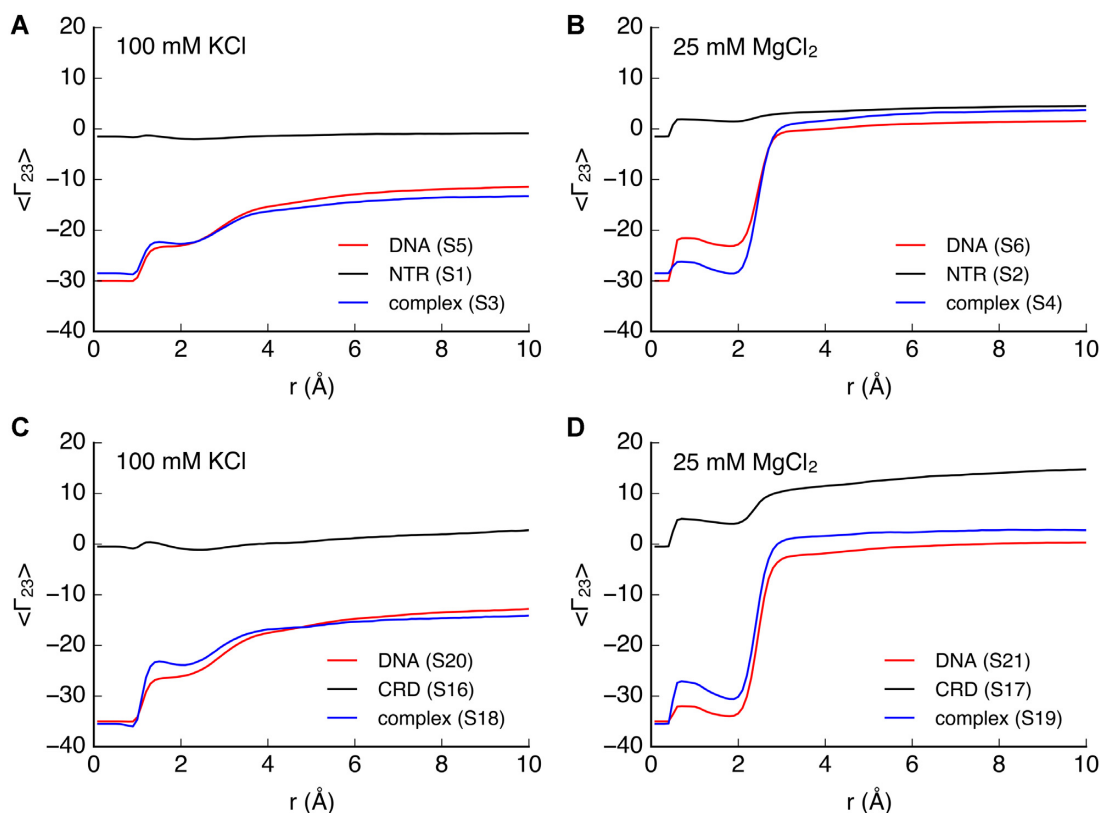 A
100 mM KCl
20
10
0
−10
−20
−30
−40
<Γ₂₃>
DNA (S5)
NTR (S1)
complex (S3)
0 2 4 6 8 10
r (Å)
B
25 mM MgCl₂
20
10
0
−10
−20
−30
−40
<Γ₂₃>
DNA (S6)
NTR (S2)
complex (S4)
0 2 4 6 8 10
r (Å)
C
100 mM KCl
20
10
0
−10
−20
−30
−40
<Γ₂₃>
DNA (S20)
CRD (S16)
complex (S18)
0 2 4 6 8 10
r (Å)
D
25 mM MgCl₂
20
10
0
−10
−20
−30
−40
<Γ₂₃>
DNA (S21)
CRD (S17)
complex (S19)
0 2 4 6 8 10
r (Å)